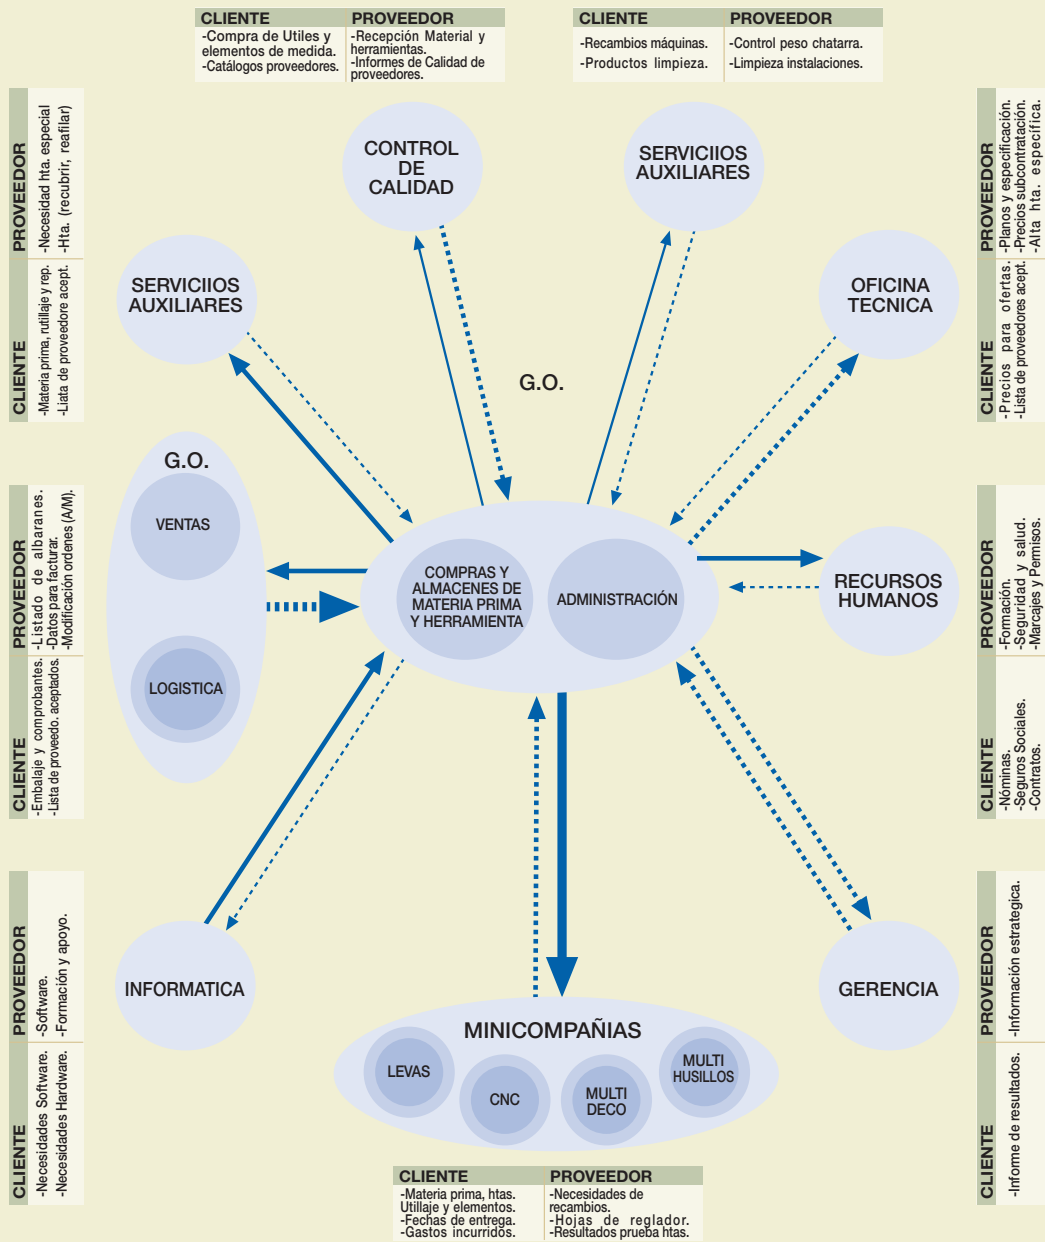 CLIENTE
-Compra de Utiles y
elementos de medida.
-Catálogos proveedores.
PROVEEDOR
-Recepción Material y
herramientas.
-Informes de Calidad de
proveedores.
CLIENTE
-Recambios máquinas.
-Productos limpieza.
PROVEEDOR
-Control peso chatarra.
-Limpieza instalaciones.
PROVEEDOR
-Necesidad hta. especial
-Hta. (recubrir, reafilar)
CLIENTE
-Materia prima, rutillaje y rep.
-Liata de proveedore acept.
CONTROL
DE
CALIDAD
SERVICIIOS
AUXILIARES
PROVEEDOR
-Planos y especificación.
-Precios subcontratación.
-Alta hta. específica.
CLIENTE
-Precios para ofertas.
-Lista de proveedores acept.
SERVICIIOS
AUXILIARES
OFICINA
TECNICA
G.O.
G.O.
VENTAS
LOGISTICA
COMPRAS Y
ALMACENES DE
MATERIA PRIMA
Y HERRAMIENTA
ADMINISTRACIÓN
RECURSOS
HUMANOS
PROVEEDOR
-Listado de albaranes.
-Datos para facturar.
-Modificación ordenes (A/M).
CLIENTE
-Embalaje y comprobantes.
-Lista de proveedo. aceptados.
PROVEEDOR
-Formación.
-Seguridad y salud.
-Marcajes y Permisos.
CLIENTE
-Nóminas.
-Seguros Sociales.
-Contratos.
PROVEEDOR
-Software.
-Formación y apoyo.
CLIENTE
-Necesidades Software.
-Necesidades Hardware.
INFORMATICA
GERENCIA
PROVEEDOR
-Información estrategica.
CLIENTE
-Informe de resultados.
MINICOMPAÑIAS
LEVAS
CNC
MULTI
DECO
MULTI
HUSILLOS
CLIENTE
-Materia prima, htas.
Utillaje y elementos.
-Fechas de entrega.
-Gastos incurridos.
PROVEEDOR
-Necesidades de
recambios.
-Hojas de reglador.
-Resultados prueba htas.